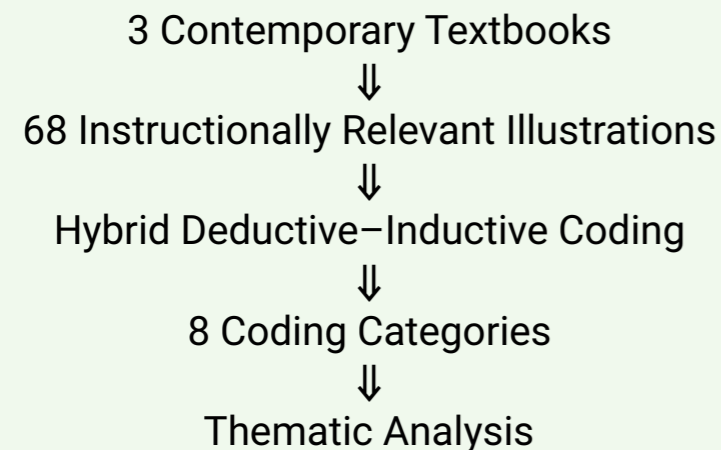 3 Contemporary Textbooks
⇓
68 Instructionally Relevant Illustrations
⇓
Hybrid Deductive–Inductive Coding
⇓
8 Coding Categories
⇓
Thematic Analysis